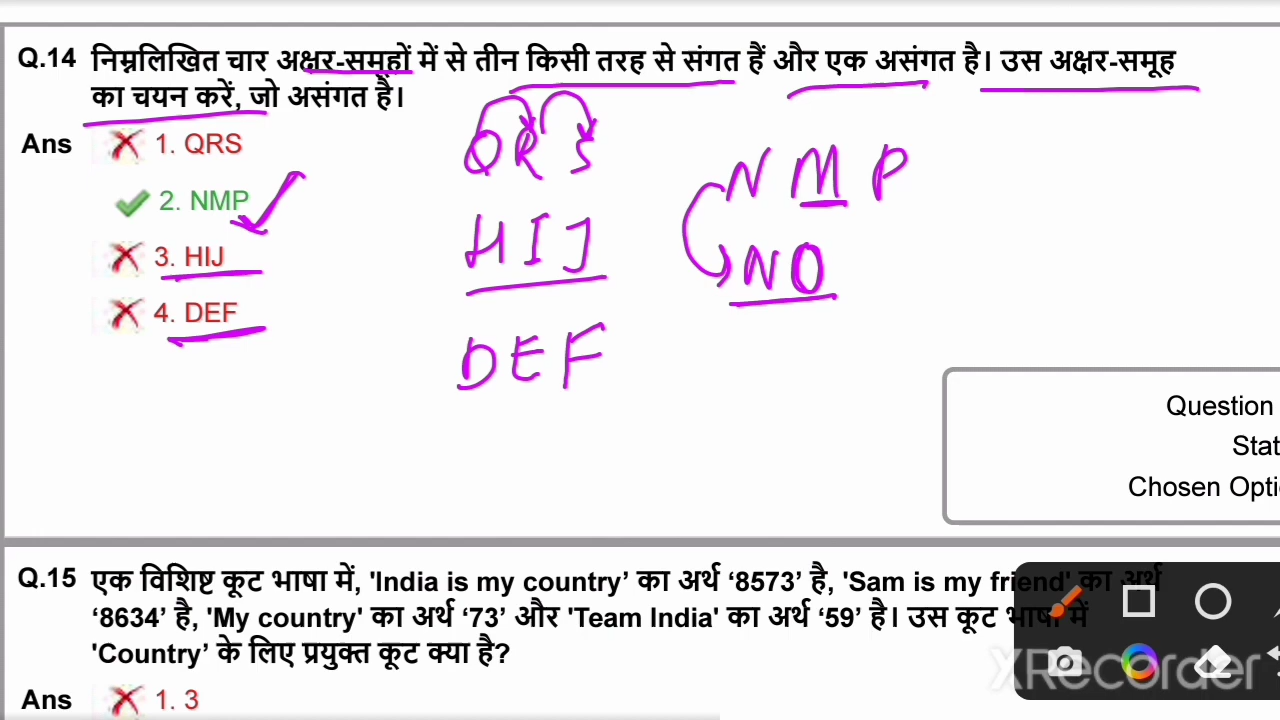 Q.14 निम्नलिखित चार अक्षर-समूहों में से तीन किसी तरह से संगत हैं और एक असंगत है। उस अक्षर-समूह
का चयन करें, जो असंगत है।
Ans 1. QRS
2. NMP
3. HIJ
4. DEF
QRS
HIJ
DEF
NMP
NO
Question
Stat
Chosen Opti
Q.15 एक विशिष्ट कूट भाषा में, 'India is my country’ का अर्थ ‘8573’ है, 'Sam is my friend’ का अर्थ
‘8634’ है, 'My country’ का अर्थ ‘73’ और 'Team India’ का अर्थ ‘59’ है। उस कूट भाषा में
'Country’ के लिए प्रयुक्त कूट क्या है?
Ans 1. 3
XRecorder